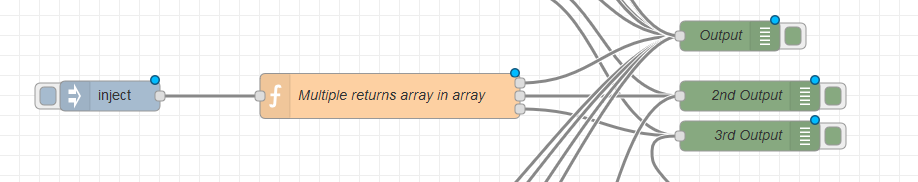 Output
inject
Multiple returns array in array
2nd Output
3rd Output